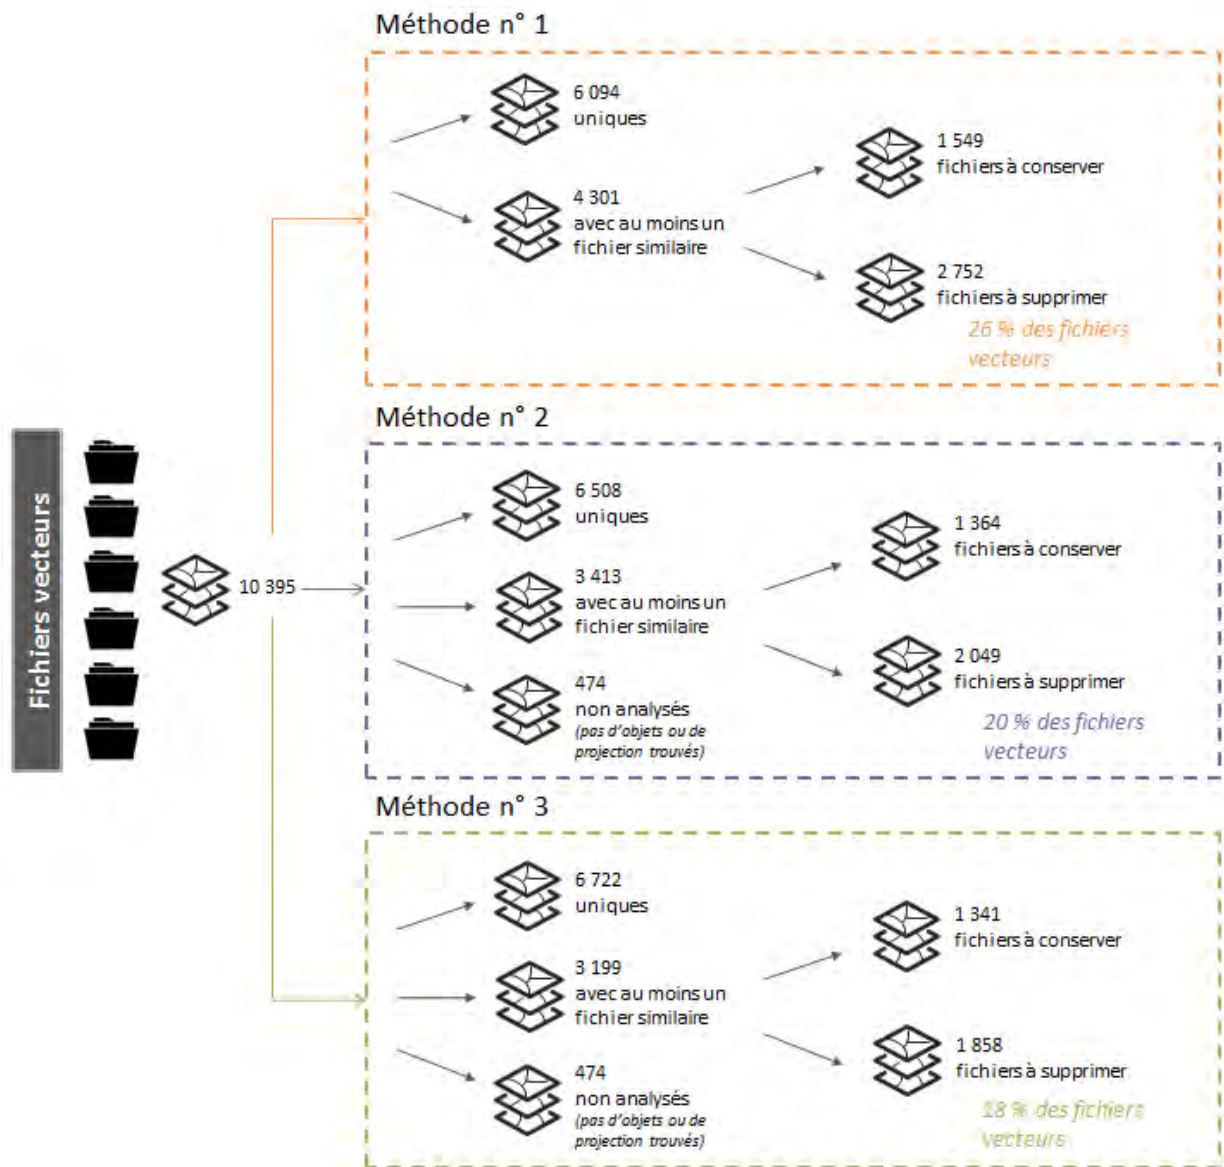 Méthode n° 1
6 094
uniques
4 301
avec au moins un
fichier similaire
1 549
fichiers à conserver
2 752
fichiers à supprimer
26 % des fichiers
vecteurs
Fichiers vecteurs
10 395
Méthode n° 2
6 508
uniques
3 413
avec au moins un
fichier similaire
474
non analysés
(pas d'objets ou de
projection trouvés)
1 364
fichiers à conserver
2 049
fichiers à supprimer
20 % des fichiers
vecteurs
Méthode n° 3
6 722
uniques
3 199
avec au moins un
fichier similaire
474
non analysés
(pas d'objets ou de
projection trouvés)
1 341
fichiers à conserver
1 858
fichiers à supprimer
18 % des fichiers
vecteurs